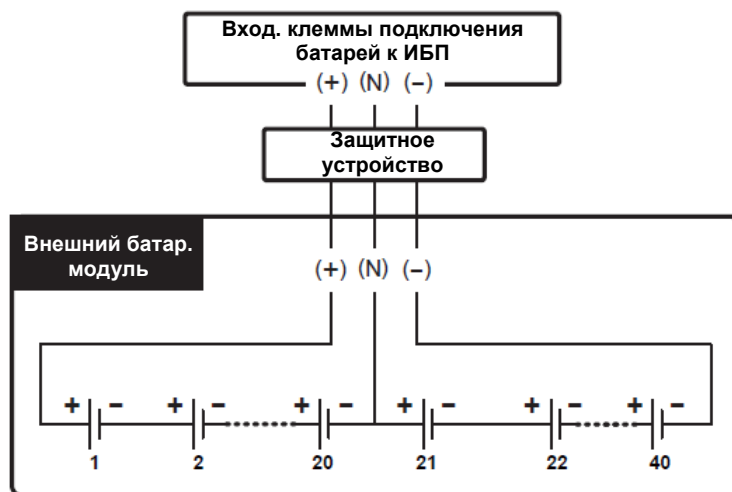 Вход. клеммы подключения
батарей к ИБП
(+) (N) (−)
Защитное
устройство
Внешний батар.
модуль
(+) (N) (−)
+ − + − + − + − + − + −
1 2 20 21 22 40